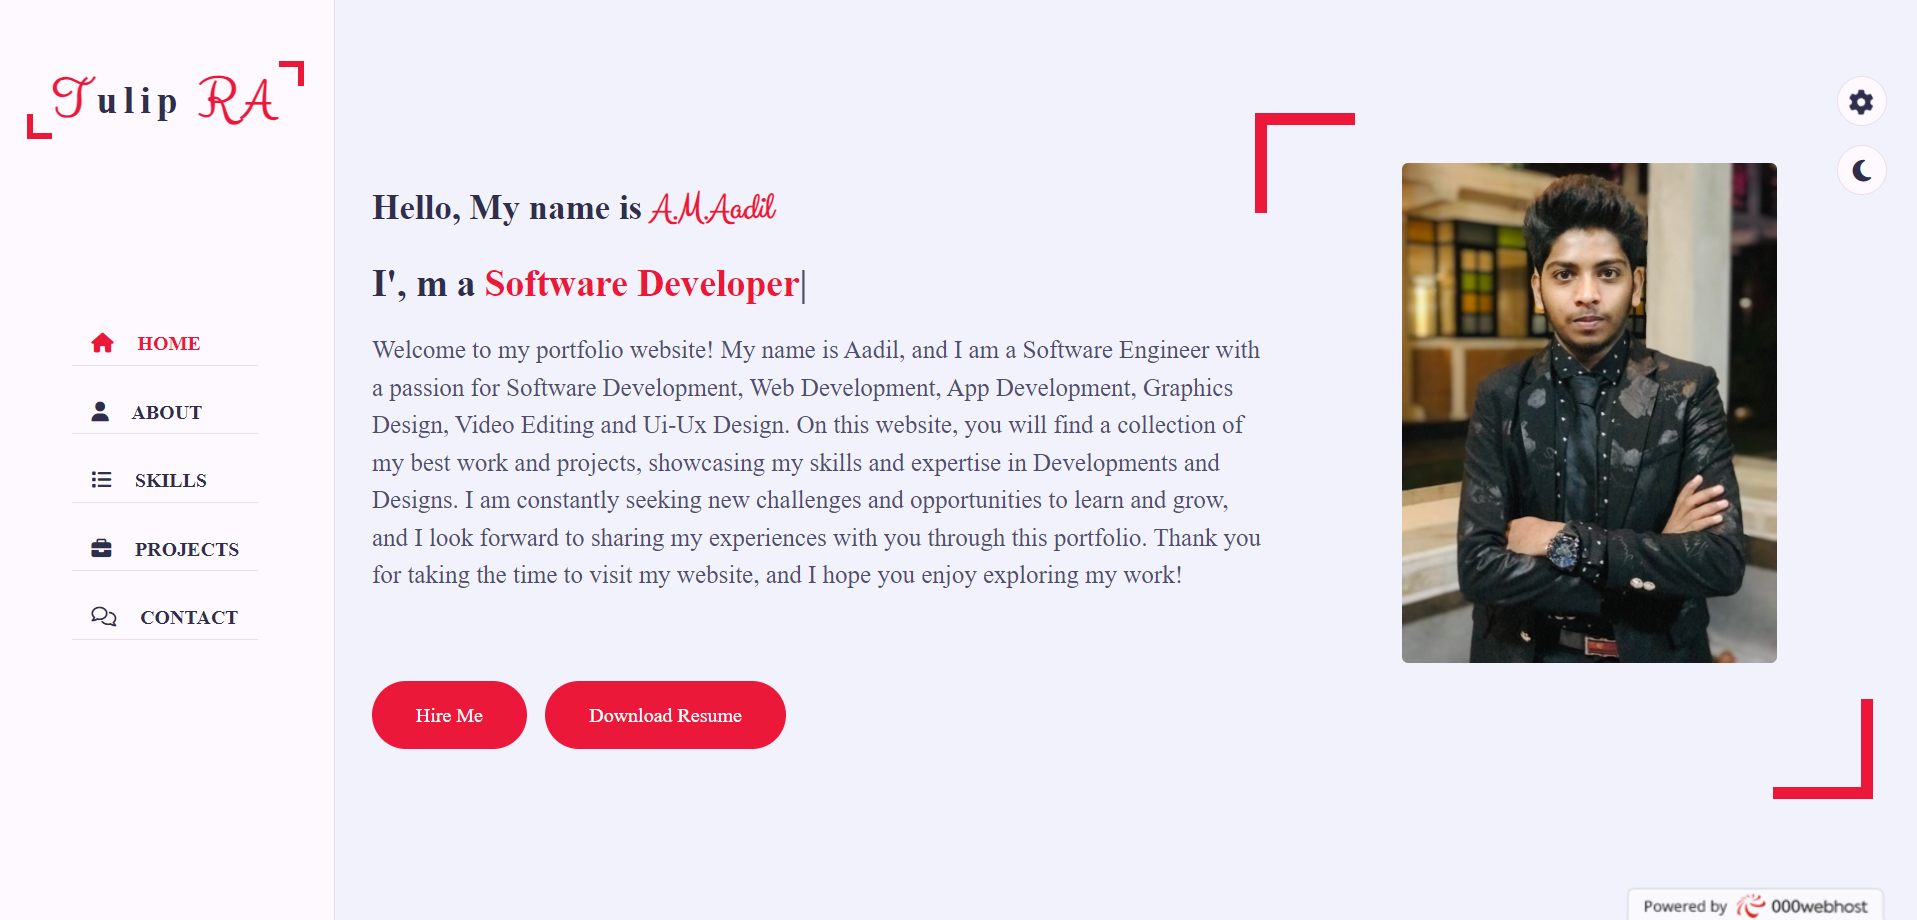 Tulip RA
HOME
ABOUT
SKILLS
PROJECTS
CONTACT
Hello, My name is A.M.Aadil
I', m a Software Developer|
Welcome to my portfolio website! My name is Aadil, and I am a Software Engineer with
a passion for Software Development, Web Development, App Development, Graphics
Design, Video Editing and Ui-Ux Design. On this website, you will find a collection of
my best work and projects, showcasing my skills and expertise in Developments and
Designs. I am constantly seeking new challenges and opportunities to learn and grow,
and I look forward to sharing my experiences with you through this portfolio. Thank you
for taking the time to visit my website, and I hope you enjoy exploring my work!
Hire Me
Download Resume
Powered by 000webhost